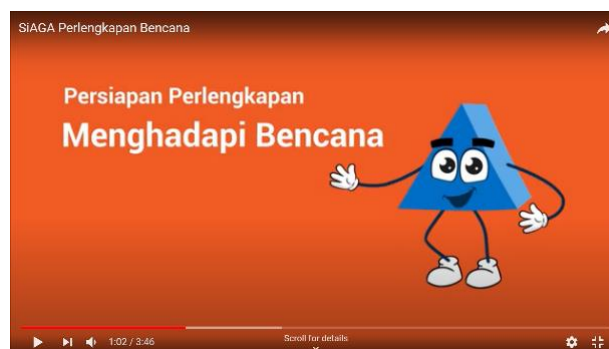 SiAGA Perlengkapan Bencana
Persiapan Perlengkapan
Menghadapi Bencana
1:02 / 3:46
Scroll for details